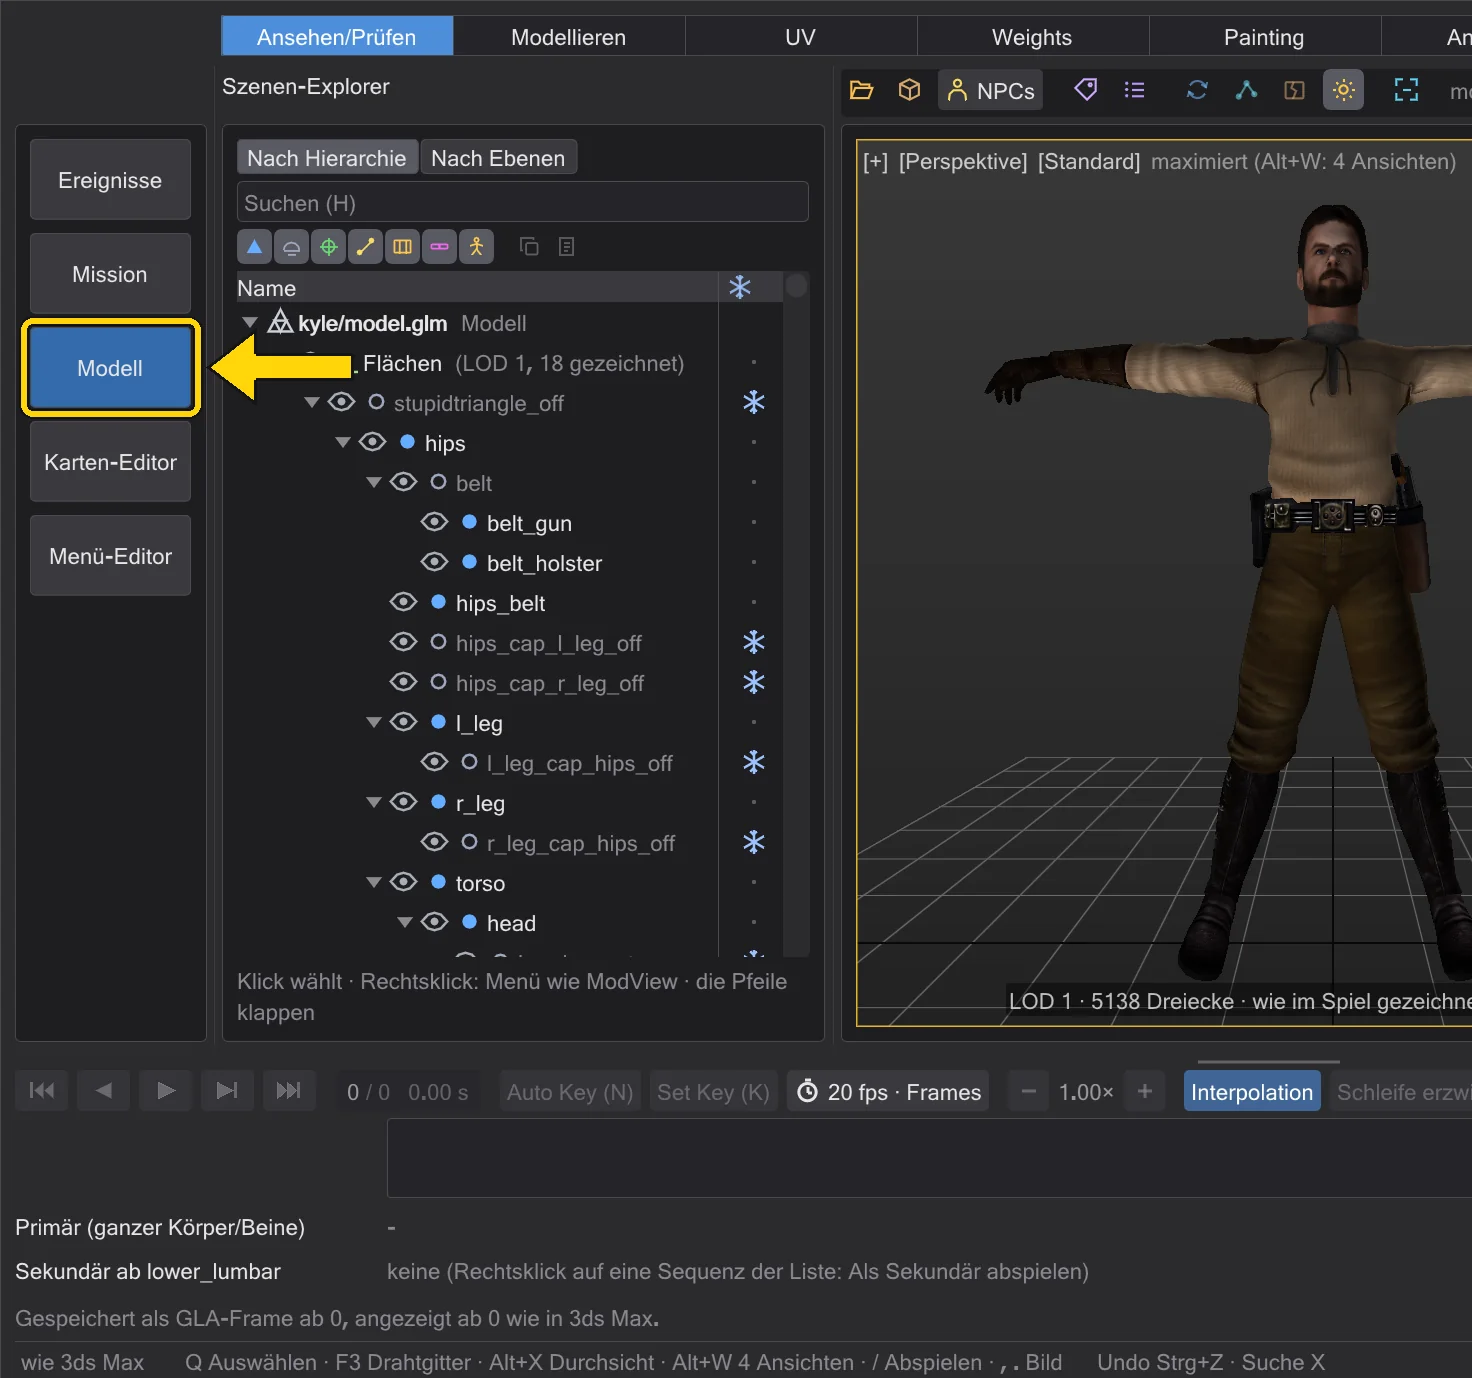 Ansehen/Prüfen Modellieren UV Weights Painting An
Szenen-Explorer
NPCs mo
Ereignisse
Mission
Modell
Karten-Editor
Menü-Editor
Nach Hierarchie Nach Ebenen
Suchen (H)
Name
kyle/model.glm Modell
Flächen (LOD 1, 18 gezeichnet)
stupidtriangle_off
hips
belt
belt_gun
belt_holster
hips_belt
hips_cap_l_leg_off
hips_cap_r_leg_off
l_leg
l_leg_cap_hips_off
r_leg
r_leg_cap_hips_off
torso
head
Klick wählt · Rechtsklick: Menü wie ModView · die Pfeile
klappen
[+] [Perspektive] [Standard] maximiert (Alt+W: 4 Ansichten)
LOD 1 · 5138 Dreiecke · wie im Spiel gezeichne
0 / 0 0.00 s Auto Key (N) Set Key (K) 20 fps · Frames − 1.00× + Interpolation Schleife erzwi
Primär (ganzer Körper/Beine) -
Sekundär ab lower_lumbar keine (Rechtsklick auf eine Sequenz der Liste: Als Sekundär abspielen)
Gespeichert als GLA-Frame ab 0, angezeigt ab 0 wie in 3ds Max.
wie 3ds Max Q Auswählen · F3 Drahtgitter · Alt+X Durchsicht · Alt+W 4 Ansichten · / Abspielen · , . Bild Undo Strg+Z · Suche X